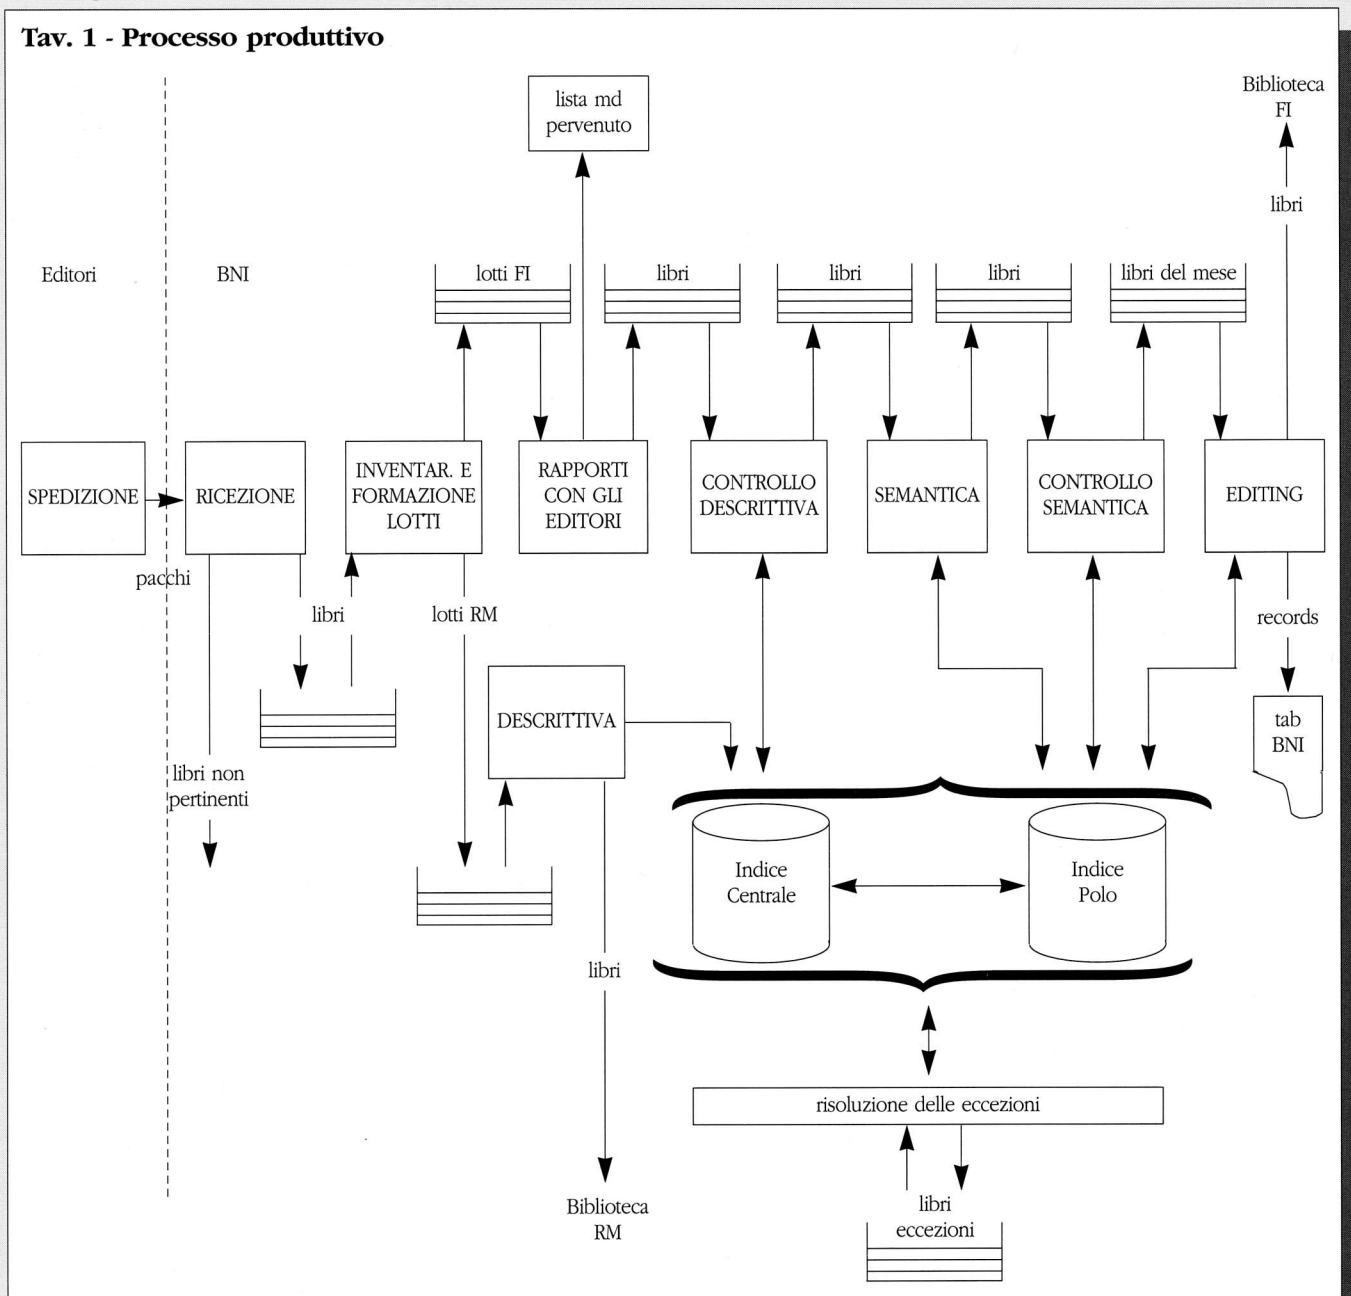 Tav. 1 - Processo produttivo
lista md
pervenuto
Biblioteca
FI
libri
Editori
BNI
lotti FI
libri
libri
libri
libri del mese
SPEDIZIONE
RICEZIONE
INVENTAR. E
FORMAZIONE
LOTTI
RAPPORTI
CON GLI
EDITORI
CONTROLLO
DESCRITTIVA
SEMANTICA
CONTROLLO
SEMANTICA
EDITING
pacchi
libri
lotti RM
records
DESCRITTIVA
tab
BNI
libri non
pertinenti
Indice
Centrale
Indice
Polo
libri
risoluzione delle eccezioni
Biblioteca
RM
libri
eccezioni